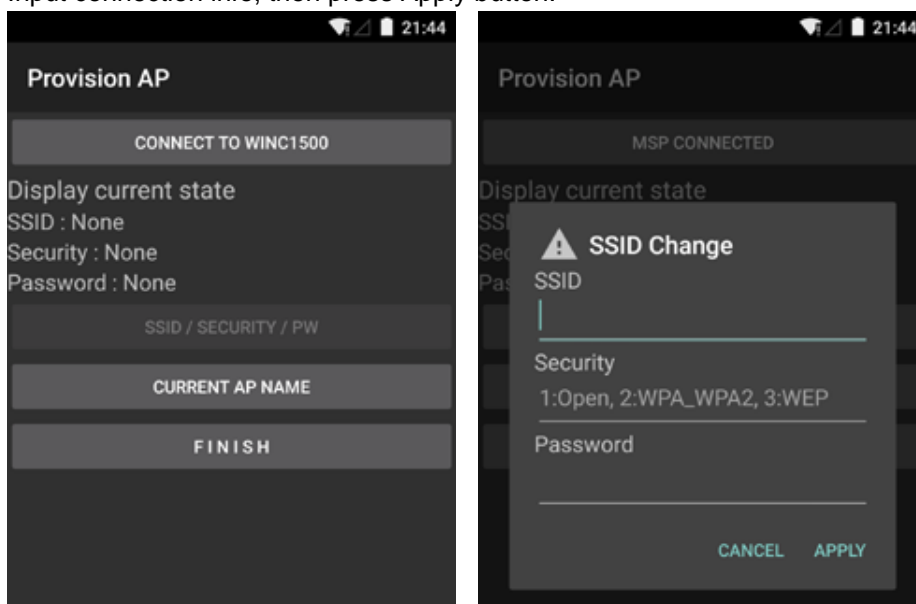 Input connection info, then press Apply button.
21:44
Provision AP
CONNECT TO WINC1500
Display current state
SSID : None
Security : None
Password : None
SSID / SECURITY / PW
CURRENT AP NAME
FINISH
21:44
Provision AP
MSP CONNECTED
Display current state
SSID Change
SSID
Security
1:Open, 2:WPA_WPA2, 3:WEP
Password
CANCEL APPLY